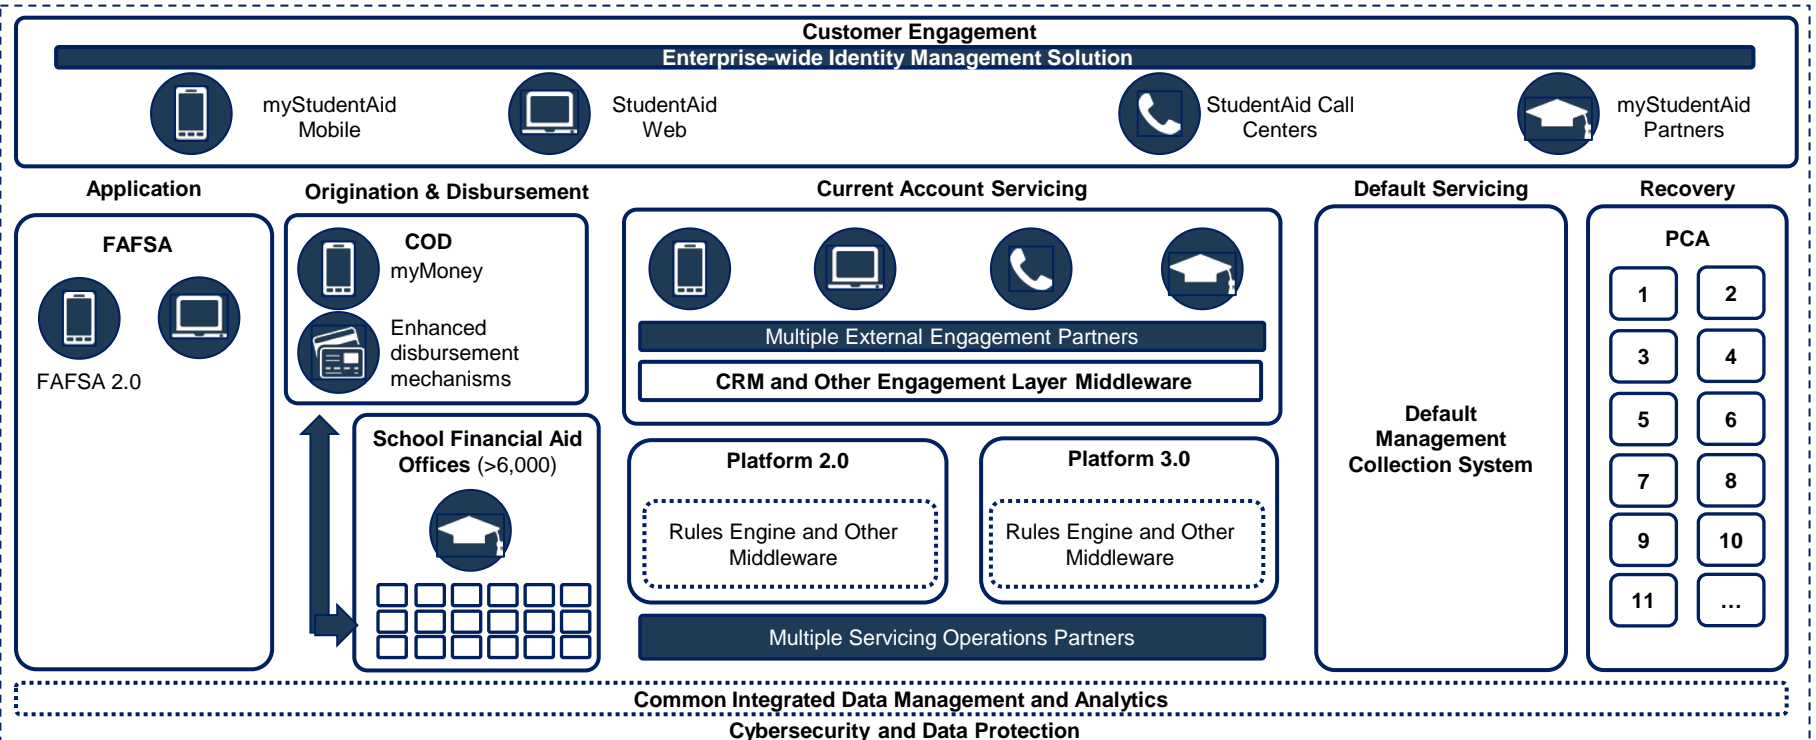 Customer Engagement
Enterprise-wide Identity Management Solution
myStudentAid
Mobile
StudentAid
Web
StudentAid Call
Centers
myStudentAid
Partners
Application
Origination & Disbursement
Current Account Servicing
Default Servicing
Recovery
FAFSA
FAFSA 2.0
COD
myMoney
Enhanced
disbursement
mechanisms
School Financial Aid
Offices (>6,000)
Multiple External Engagement Partners
CRM and Other Engagement Layer Middleware
Platform 2.0
Rules Engine and Other
Middleware
Platform 3.0
Rules Engine and Other
Middleware
Multiple Servicing Operations Partners
Default
Management
Collection System
PCA
1
2
3
4
5
6
7
8
9
10
11
...
Common Integrated Data Management and Analytics
Cybersecurity and Data Protection